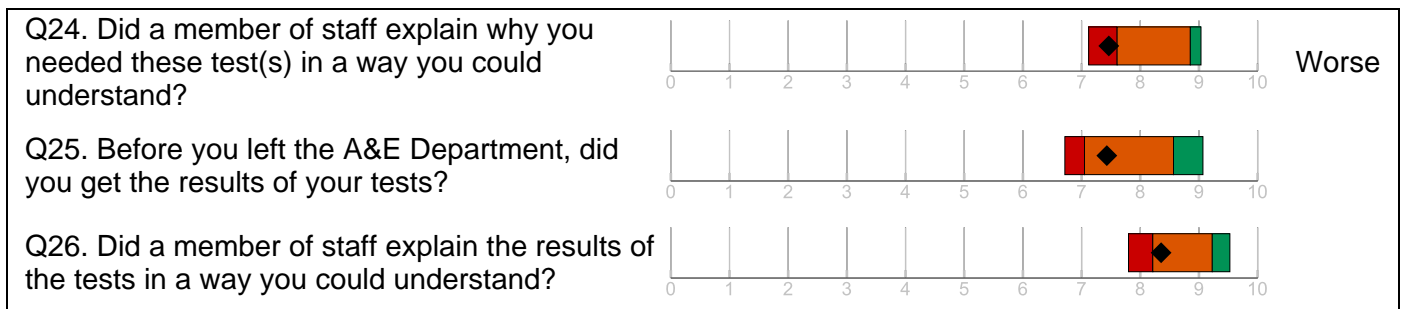 Q24. Did a member of staff explain why you
needed these test(s) in a way you could
understand?
Worse
0 1 2 3 4 5 6 7 8 9 10
Q25. Before you left the A&E Department, did
you get the results of your tests?
0 1 2 3 4 5 6 7 8 9 10
Q26. Did a member of staff explain the results of
the tests in a way you could understand?
0 1 2 3 4 5 6 7 8 9 10